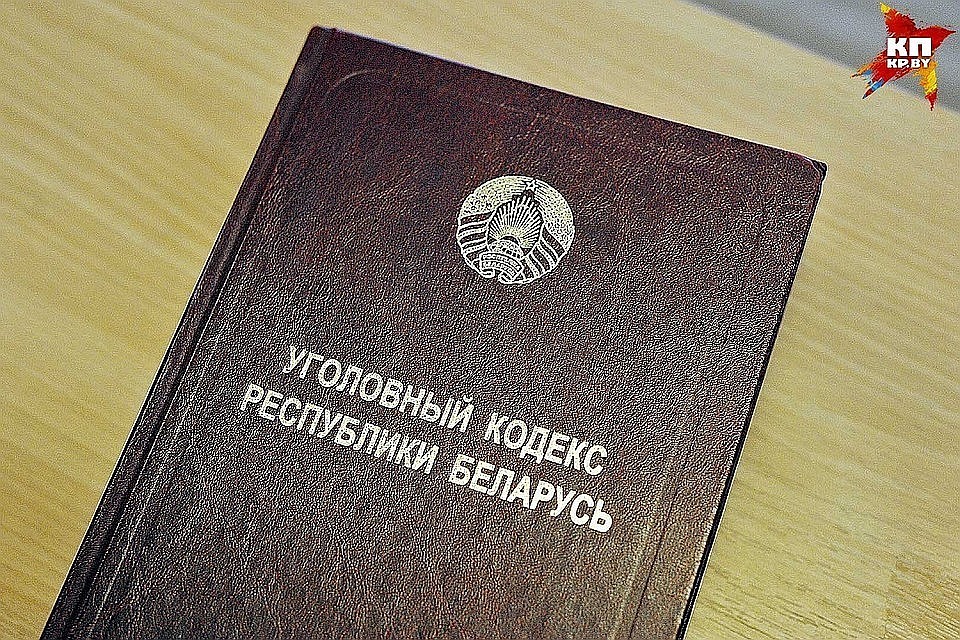 КП
KP.BY
УГОЛОВНЫЙ КОДЕКС
РЕСПУБЛИКИ БЕЛАРУСЬ